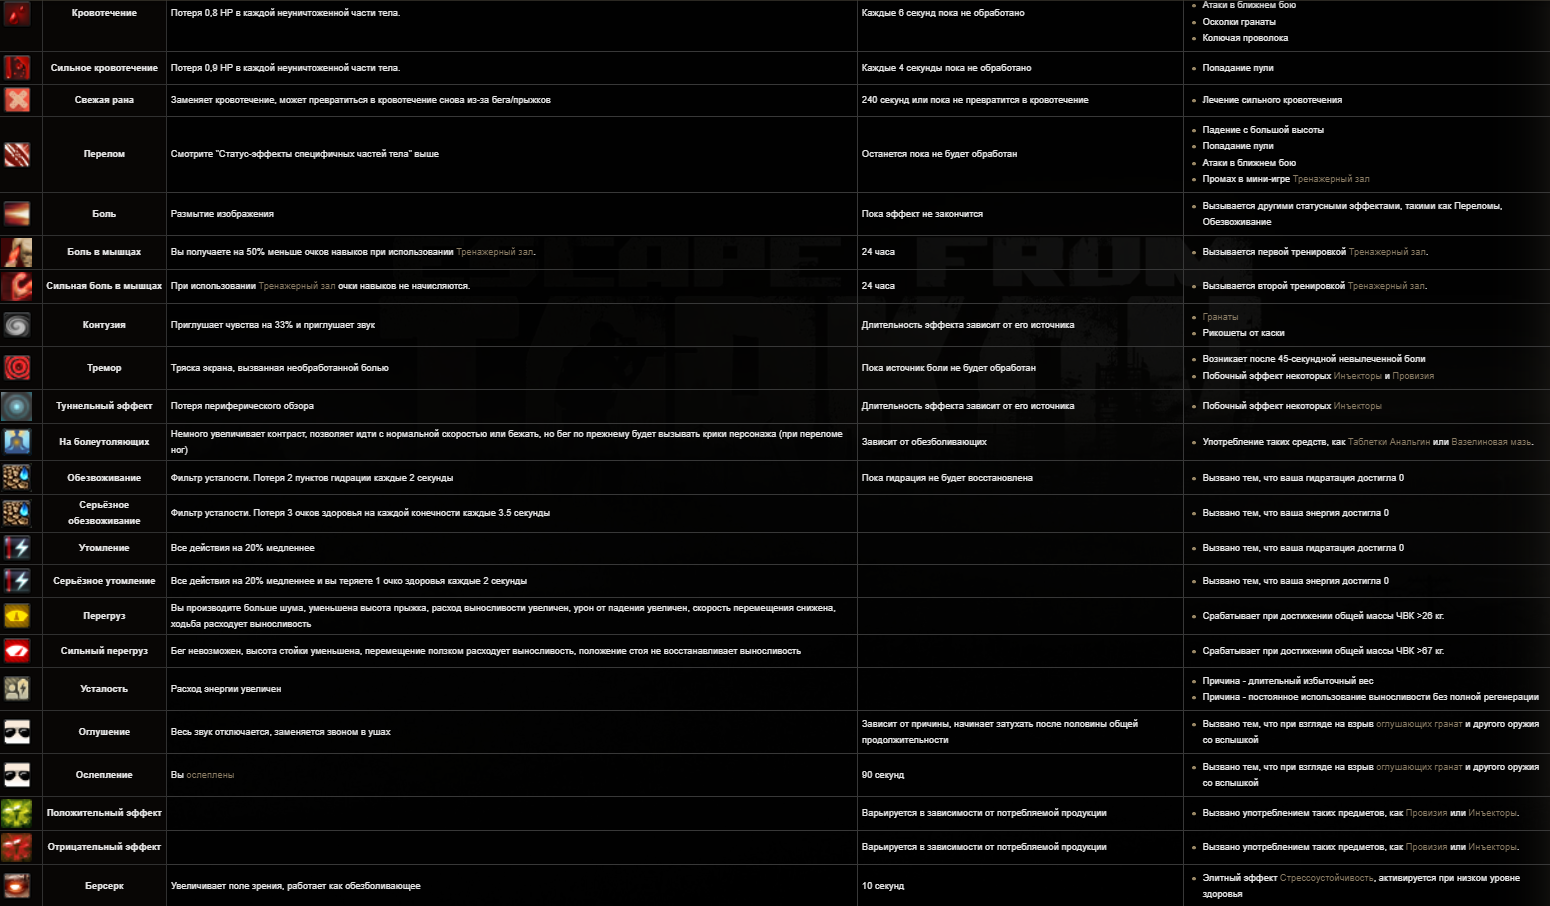 Атаки в ближнем бою
Кровотечение
Потеря 0,8 HP в каждой неуничтоженной части тела.
Каждые 6 секунд пока не обработано
Осколки гранаты
Колючая проволока
Сильное кровотечение
Потеря 0,9 HP в каждой неуничтоженной части тела.
Каждые 4 секунды пока не обработано
Попадание пули
Свежая рана
Заменяет кровотечение, может превратиться в кровотечение снова из-за бега/прыжков
240 секунд или пока не превратится в кровотечение
Лечение сильного кровотечения
Перелом
Смотрите "Статус-эффекты специфичных частей тела" выше
Останется пока не будет обработан
Падение с большой высоты
Попадание пули
Атаки в ближнем бою
Промах в мини-игре Тренажерный зал
Боль
Размытие изображения
Пока эффект не закончится
Вызывается другими статусными эффектами, такими как Переломы,
Обезвоживание
Боль в мышцах
Вы получаете на 50% меньше очков навыков при использовании Тренажерный зал.
24 часа
Вызывается первой тренировкой Тренажерный зал.
Сильная боль в мышцах
При использовании Тренажерный зал очки навыков не начисляются.
24 часа
Вызывается второй тренировкой Тренажерный зал.
Контузия
Приглушает чувства на 33% и приглушает звук
Длительность эффекта зависит от его источника
Гранаты
Рикошеты от каски
Тремор
Тряска экрана, вызванная необработанной болью
Пока источник боли не будет обработан
Возникает после 45-секундной невылеченной боли
Побочный эффект некоторых Инъекторы и Провизия
Туннельный эффект
Потеря периферического обзора
Длительность эффекта зависит от его источника
Побочный эффект некоторых Инъекторы
На болеутоляющих
Немного увеличивает контраст, позволяет идти с нормальной скоростью или бежать, но бег по прежнему будет вызывать крики персонажа (при переломе
ног)
Зависит от обезболивающих
Употребление таких средств, как Таблетки Анальгин или Вазелиновая мазь.
Обезвоживание
Фильтр усталости. Потеря 2 пунктов гидрации каждые 2 секунды
Пока гидрация не будет восстановлена
Вызвано тем, что ваша гидратация достигла 0
Серьёзное
обезвоживание
Фильтр усталости. Потеря 3 очков здоровья на каждой конечности каждые 3.5 секунды
Вызвано тем, что ваша энергия достигла 0
Утомление
Все действия на 20% медленнее
Вызвано тем, что ваша гидратация достигла 0
Серьёзное утомление
Все действия на 20% медленнее и вы теряете 1 очко здоровья каждые 2 секунды
Вызвано тем, что ваша энергия достигла 0
Перегруз
Вы производите больше шума, уменьшена высота прыжка, расход выносливости увеличен, урон от падения увеличен, скорость перемещения снижена,
ходьба расходует выносливость
Срабатывает при достижении общей массы ЧВК >26 кг.
Сильный перегруз
Бег невозможен, высота стойки уменьшена, перемещение ползком расходует выносливость, положение стоя не восстанавливает выносливость
Срабатывает при достижении общей массы ЧВК >67 кг.
Усталость
Расход энергии увеличен
Причина - длительный избыточный вес
Причина - постоянное использование выносливости без полной регенерации
Оглушение
Весь звук отключается, заменяется звоном в ушах
Зависит от причины, начинает затухать после половины общей
продолжительности
Вызвано тем, что при взгляде на взрыв оглушающих гранат и другого оружия
со вспышкой
Ослепление
Вы ослеплены
90 секунд
Вызвано тем, что при взгляде на взрыв оглушающих гранат и другого оружия
со вспышкой
Положительный эффект
Варьируется в зависимости от потребляемой продукции
Вызвано употреблением таких предметов, как Провизия или Инъекторы.
Отрицательный эффект
Варьируется в зависимости от потребляемой продукции
Вызвано употреблением таких предметов, как Провизия или Инъекторы.
Берсерк
Увеличивает поле зрения, работает как обезболивающее
10 секунд
Элитный эффект Стрессоустойчивость, активируется при низком уровне
здоровья